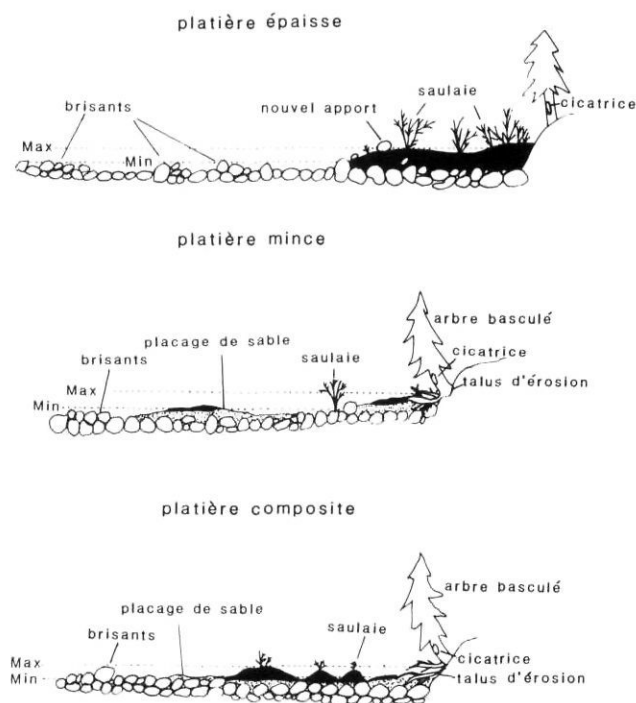 platière épaisse
brisants
nouvel apport
saulaie
cicatrice
Max
Min
platière mince
arbre basculé
placage de sable
brisants
saulaie
cicatrice
talus d'érosion
Max
Min
platière composite
arbre basculé
placage de sable
brisants
saulaie
cicatrice
Max
Min
talus d'érosion